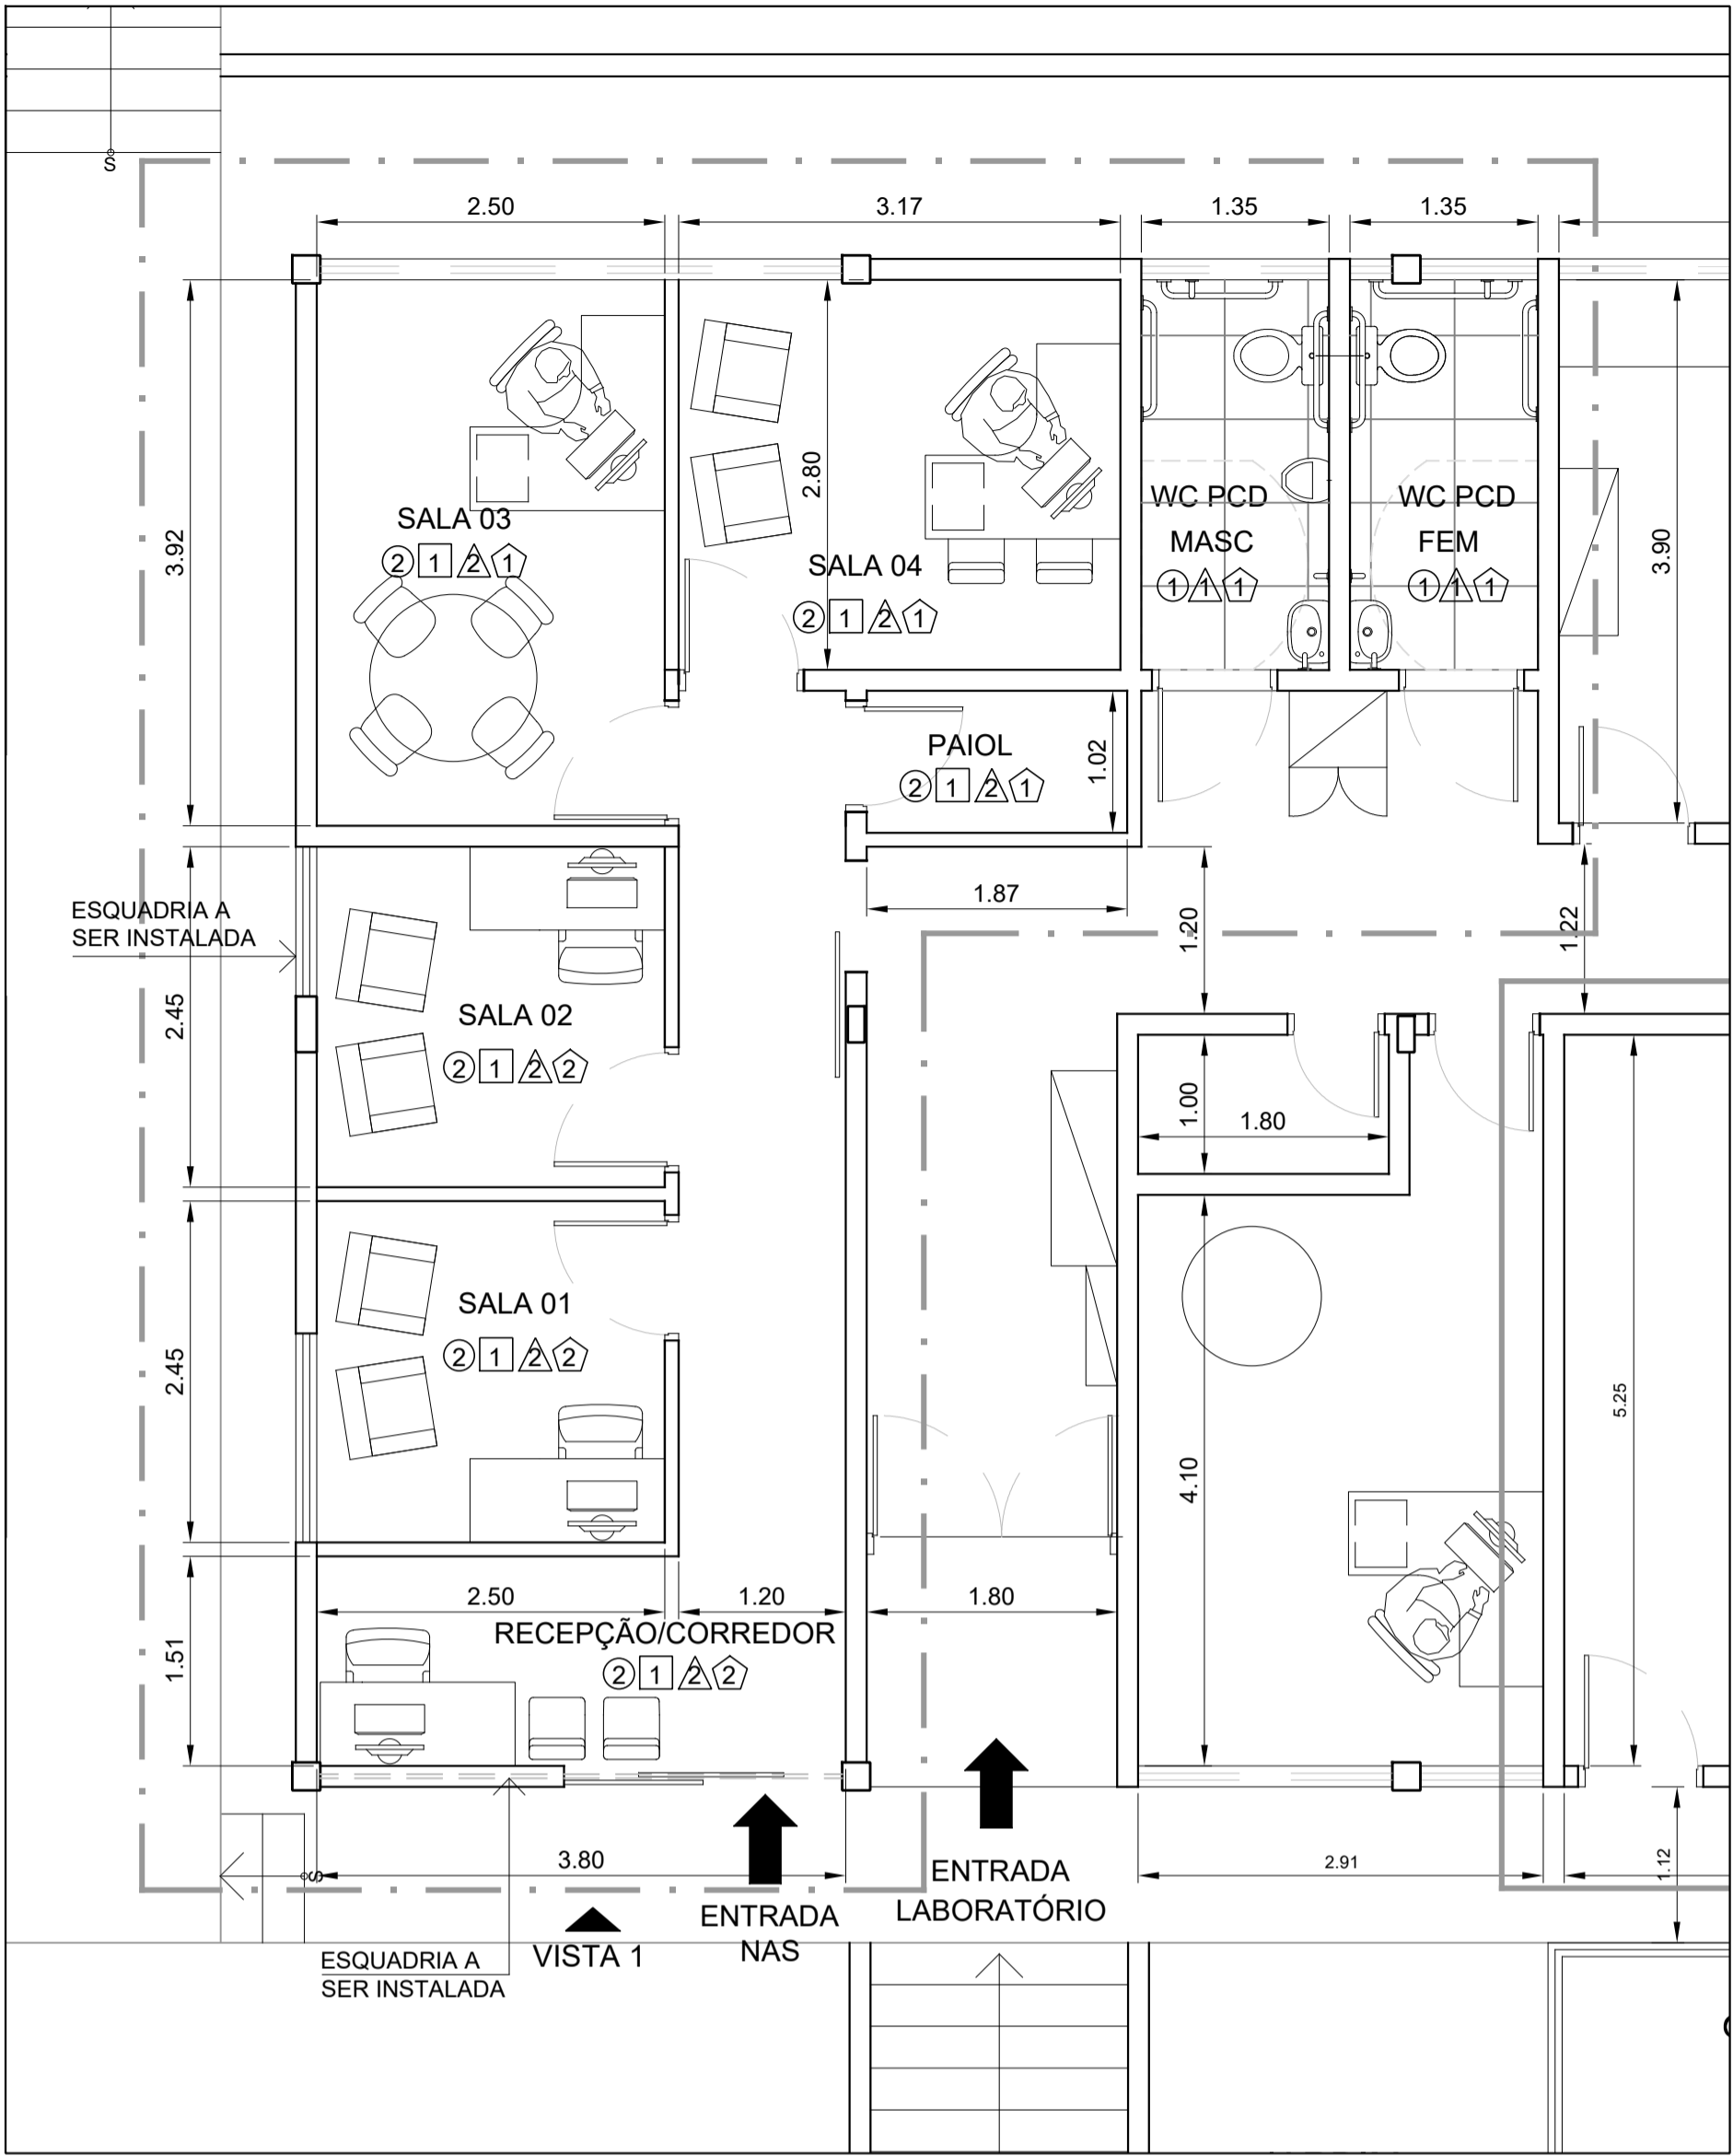 S
2.50
3.17
1.35
1.35
3.92
2.80
3.90
SALA 03
2 1 2 1
SALA 04
2 1 2 1
WC PCD
MASC
1 1 1
WC PCD
FEM
1 1 1
PAIOL
2 1 2 1
1.02
1.87
1.20
1.22
ESQUADRIA A
SER INSTALADA
2.45
SALA 02
2 1 2 2
1.00
1.80
SALA 01
2 1 2 2
2.45
4.10
5.25
2.50
1.20
1.80
RECEPÇÃO/CORREDOR
2 1 2 2
1.51
S
3.80
2.91
1.12
ENTRADA
LABORATÓRIO
ENTRADA
NAS
VISTA 1
ESQUADRIA A
SER INSTALADA